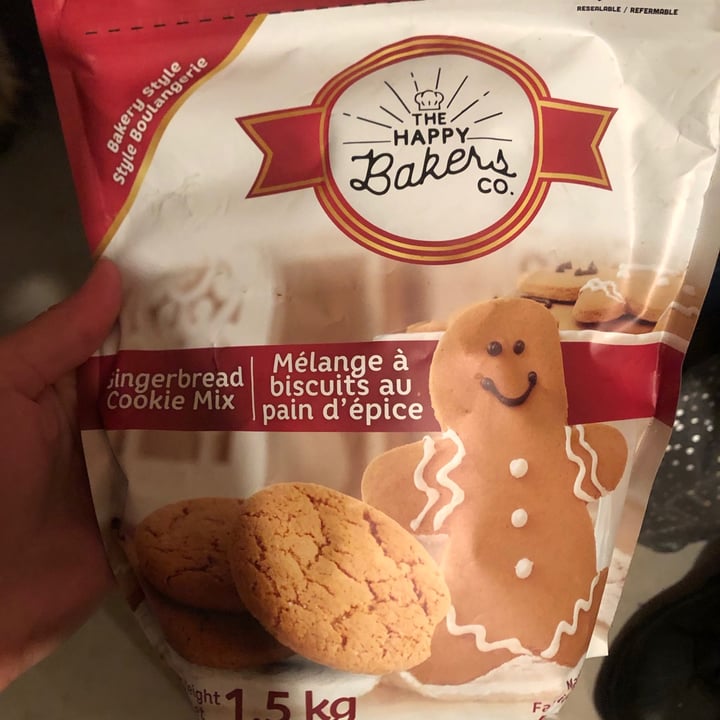 RESEALABLE / REFERMABLE
Bakery Style
Style Boulangerie
THE
HAPPY
Bakers
CO.
Gingerbread
Cookie Mix
Mélange à
biscuits au
pain d'épice
1.5 kg